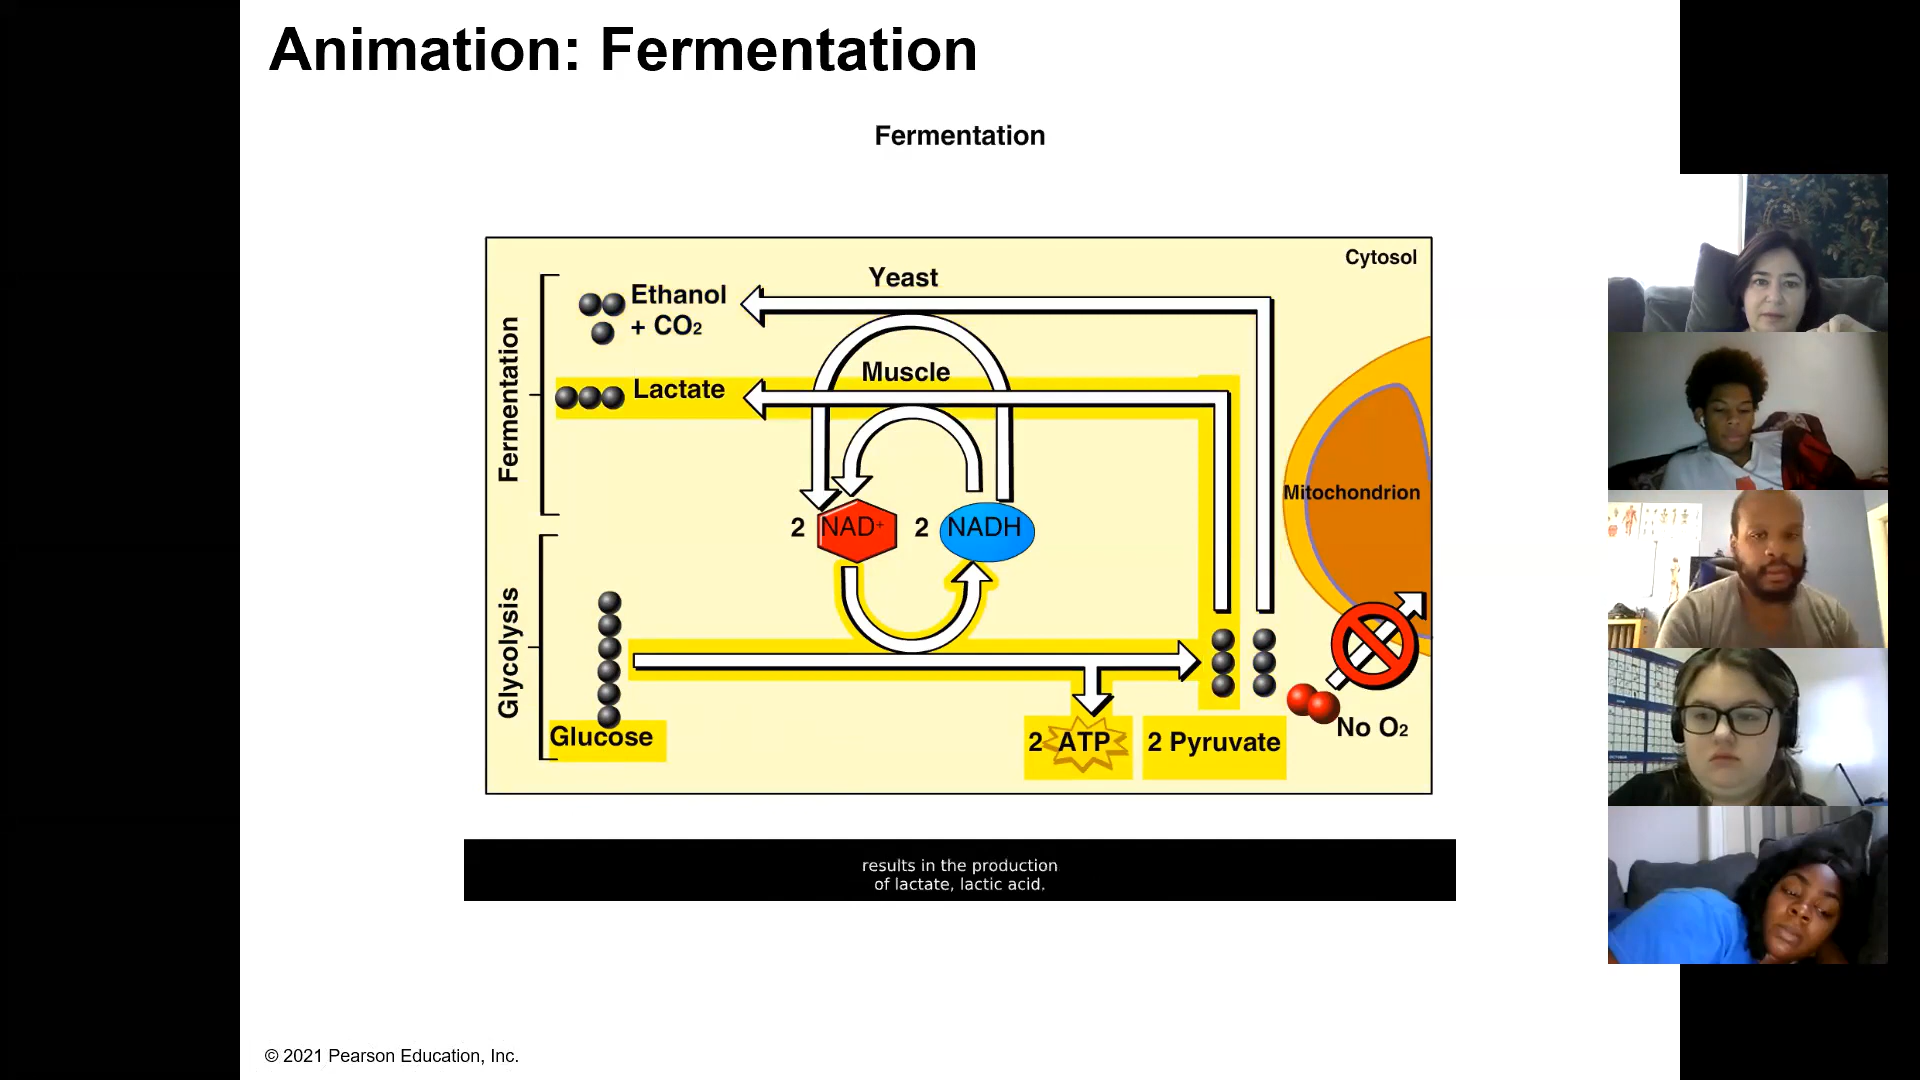 Animation: Fermentation
Fermentation
Cytosol
Yeast
Ethanol
+ CO₂
Muscle
Lactate
Fermentation
Mitochondrion
2 NAD⁺ 2 NADH
Glycolysis
Glucose
2 ATP
2 Pyruvate
No O₂
results in the production
of lactate, lactic acid.
© 2021 Pearson Education, Inc.